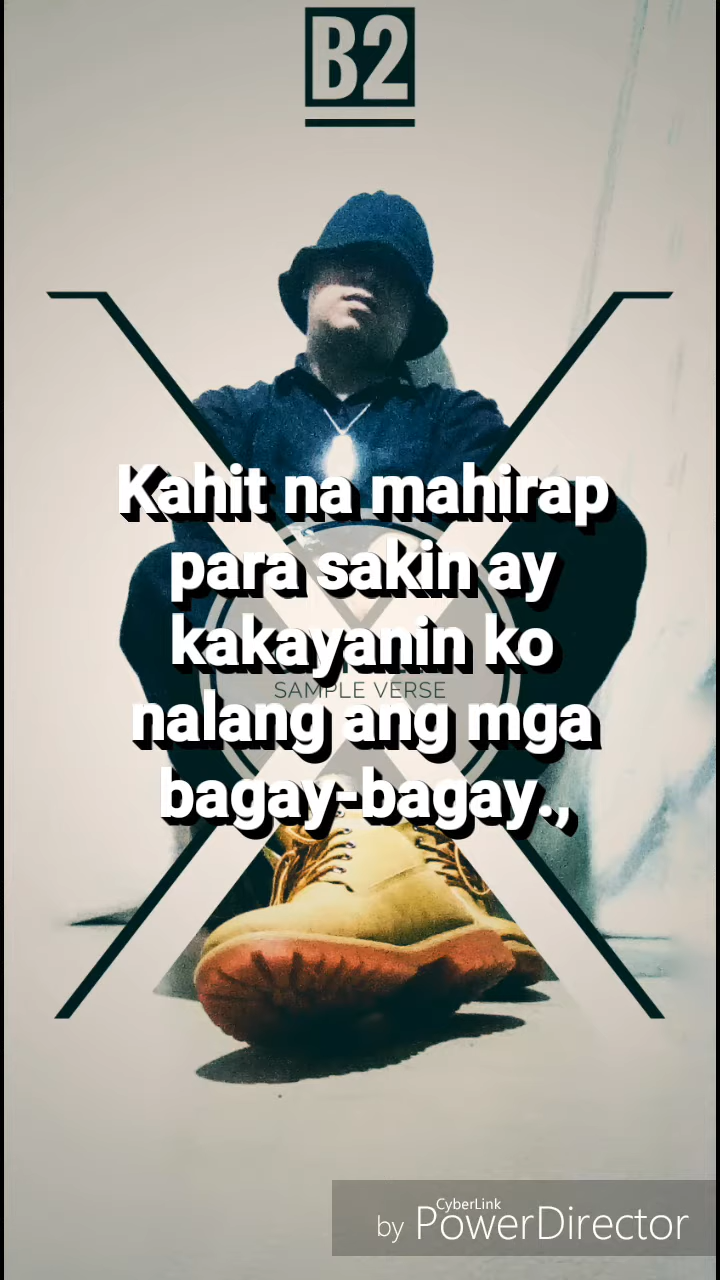 B2
Kahit na mahirap
para sakin ay
kakayanin ko
SAMPLE VERSE
nalang ang mga
bagay-bagay.,
CyberLink
by PowerDirector